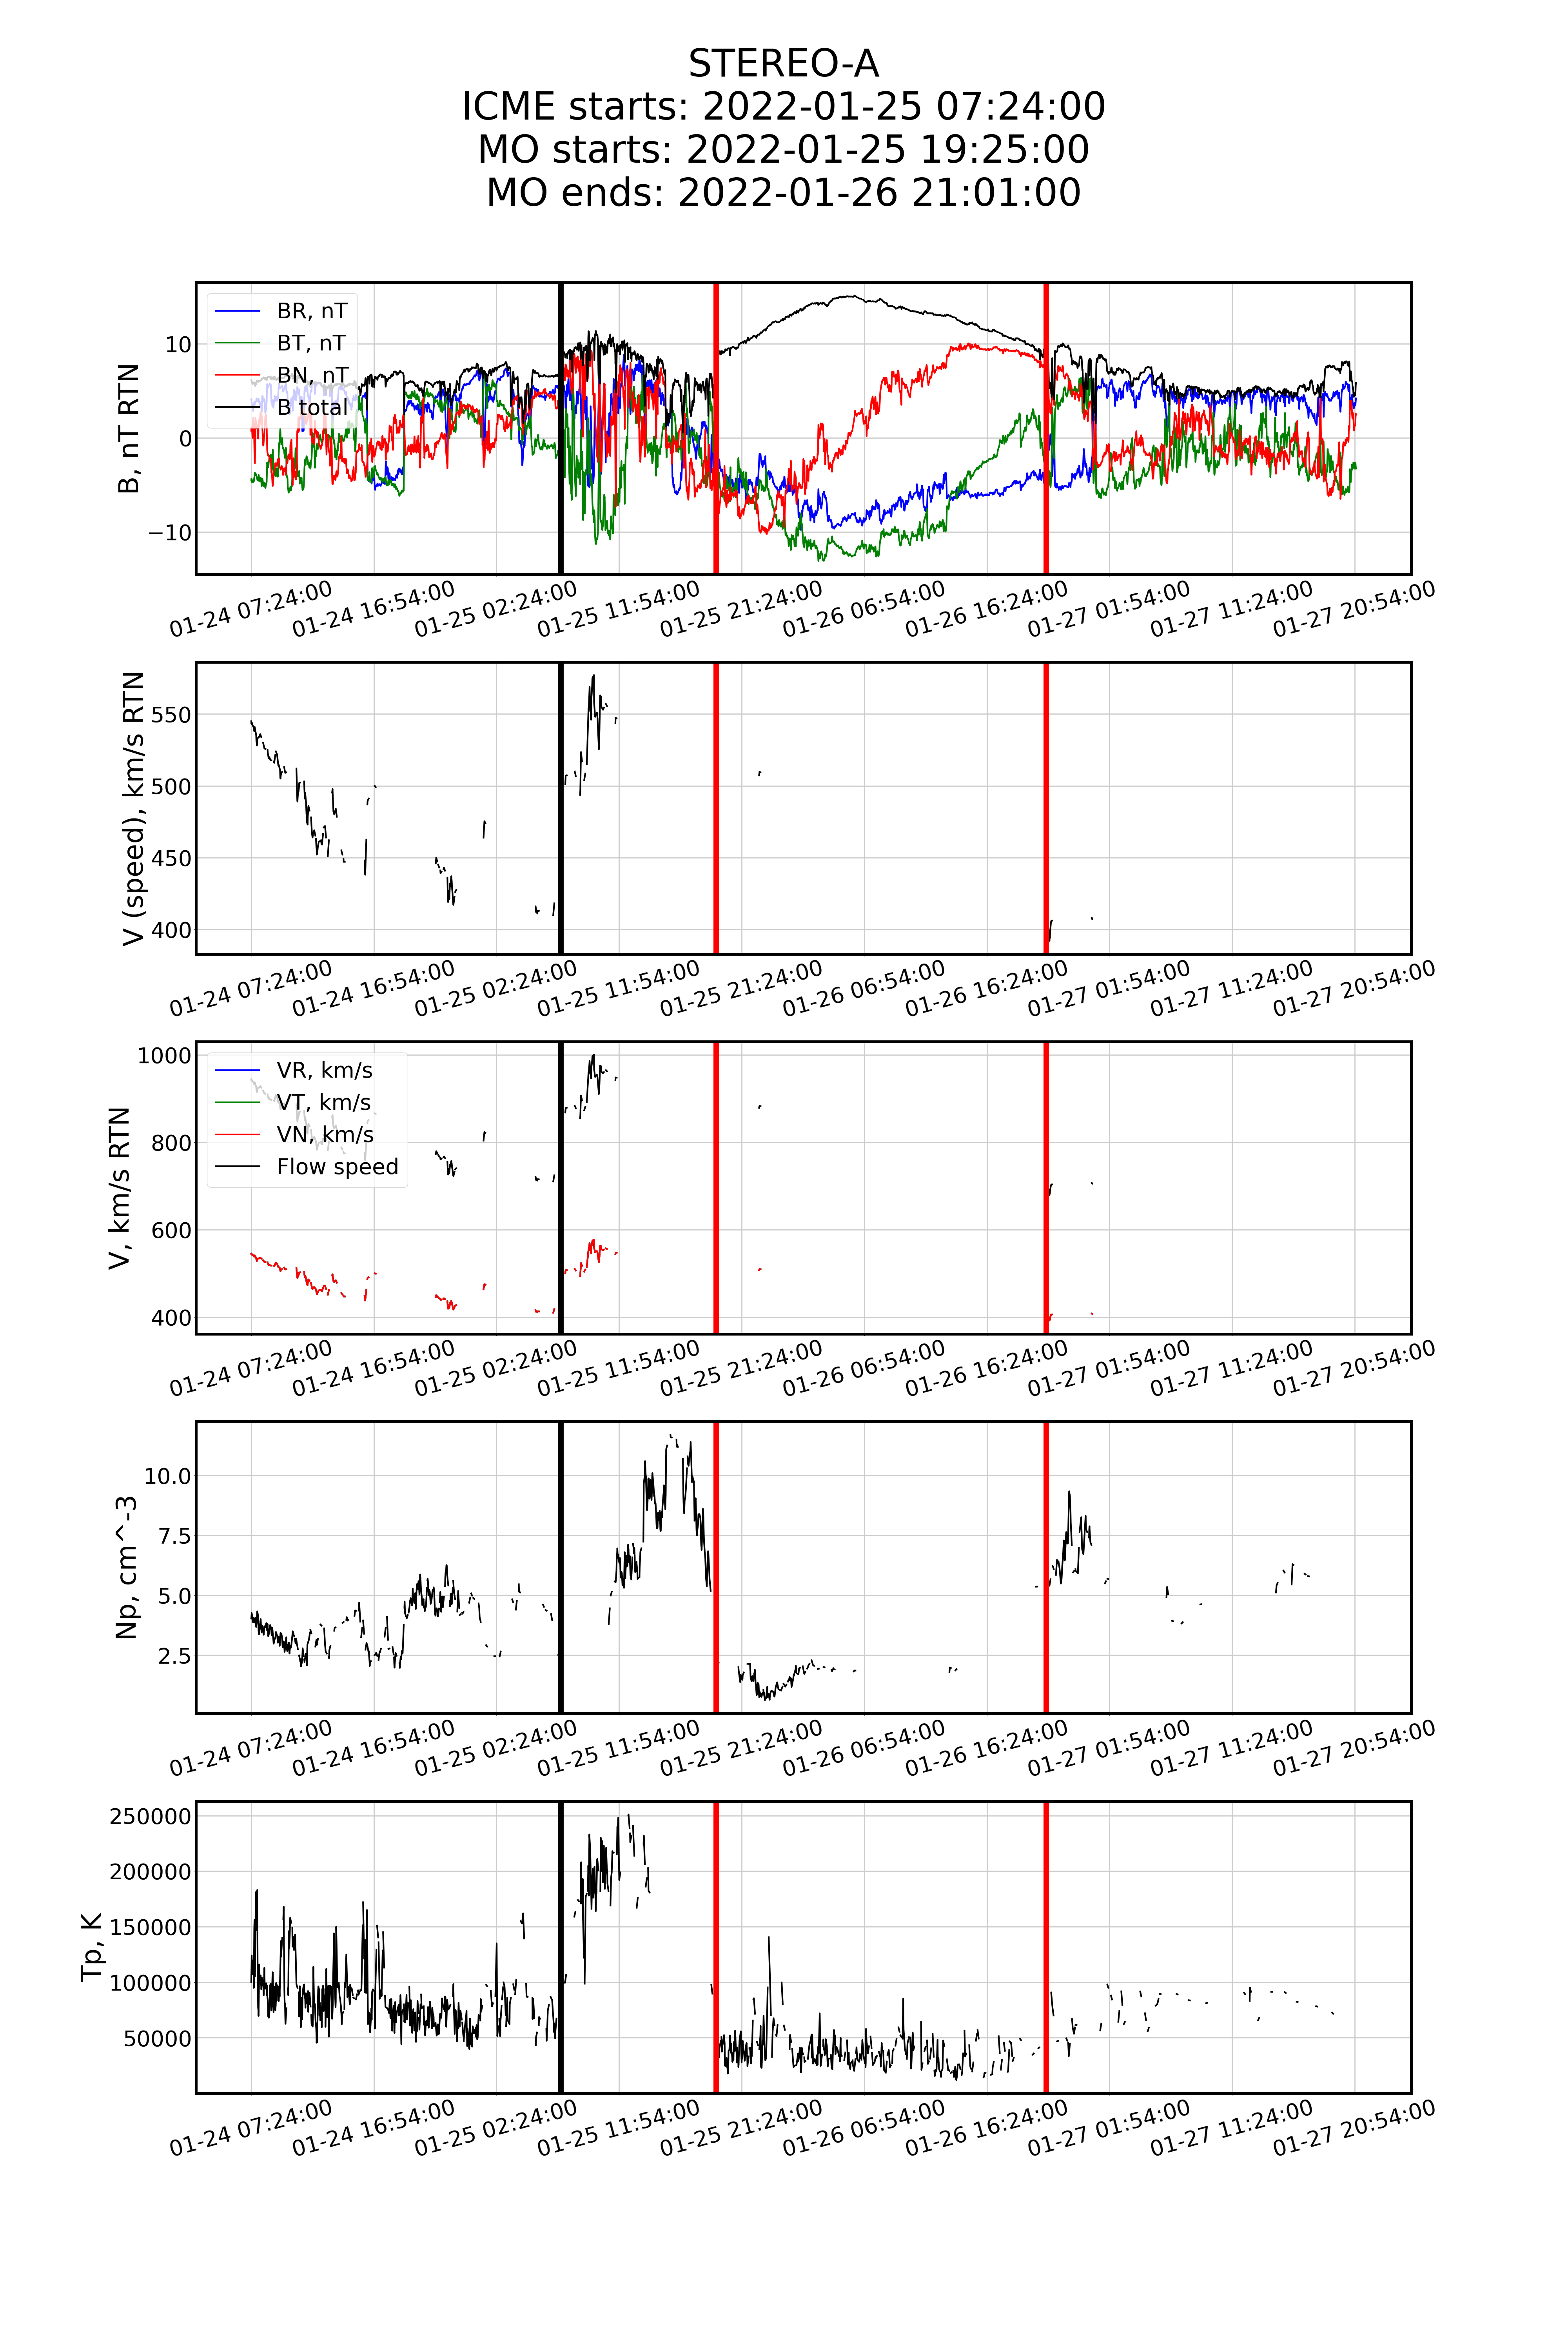 STEREO-A
ICME starts: 2022-01-25 07:24:00
MO starts: 2022-01-25 19:25:00
MO ends: 2022-01-26 21:01:00
B, nT RTN
10
0
−10
BR, nT
BT, nT
BN, nT
B total
01-24 07:24:00 01-24 16:54:00 01-25 02:24:00 01-25 11:54:00 01-25 21:24:00 01-26 06:54:00 01-26 16:24:00 01-27 01:54:00 01-27 11:24:00 01-27 20:54:00
V (speed), km/s RTN
550
500
450
400
01-24 07:24:00 01-24 16:54:00 01-25 02:24:00 01-25 11:54:00 01-25 21:24:00 01-26 06:54:00 01-26 16:24:00 01-27 01:54:00 01-27 11:24:00 01-27 20:54:00
V, km/s RTN
1000
800
600
400
VR, km/s
VT, km/s
VN, km/s
Flow speed
01-24 07:24:00 01-24 16:54:00 01-25 02:24:00 01-25 11:54:00 01-25 21:24:00 01-26 06:54:00 01-26 16:24:00 01-27 01:54:00 01-27 11:24:00 01-27 20:54:00
Np, cm^-3
10.0
7.5
5.0
2.5
01-24 07:24:00 01-24 16:54:00 01-25 02:24:00 01-25 11:54:00 01-25 21:24:00 01-26 06:54:00 01-26 16:24:00 01-27 01:54:00 01-27 11:24:00 01-27 20:54:00
Tp, K
250000
200000
150000
100000
50000
01-24 07:24:00 01-24 16:54:00 01-25 02:24:00 01-25 11:54:00 01-25 21:24:00 01-26 06:54:00 01-26 16:24:00 01-27 01:54:00 01-27 11:24:00 01-27 20:54:00